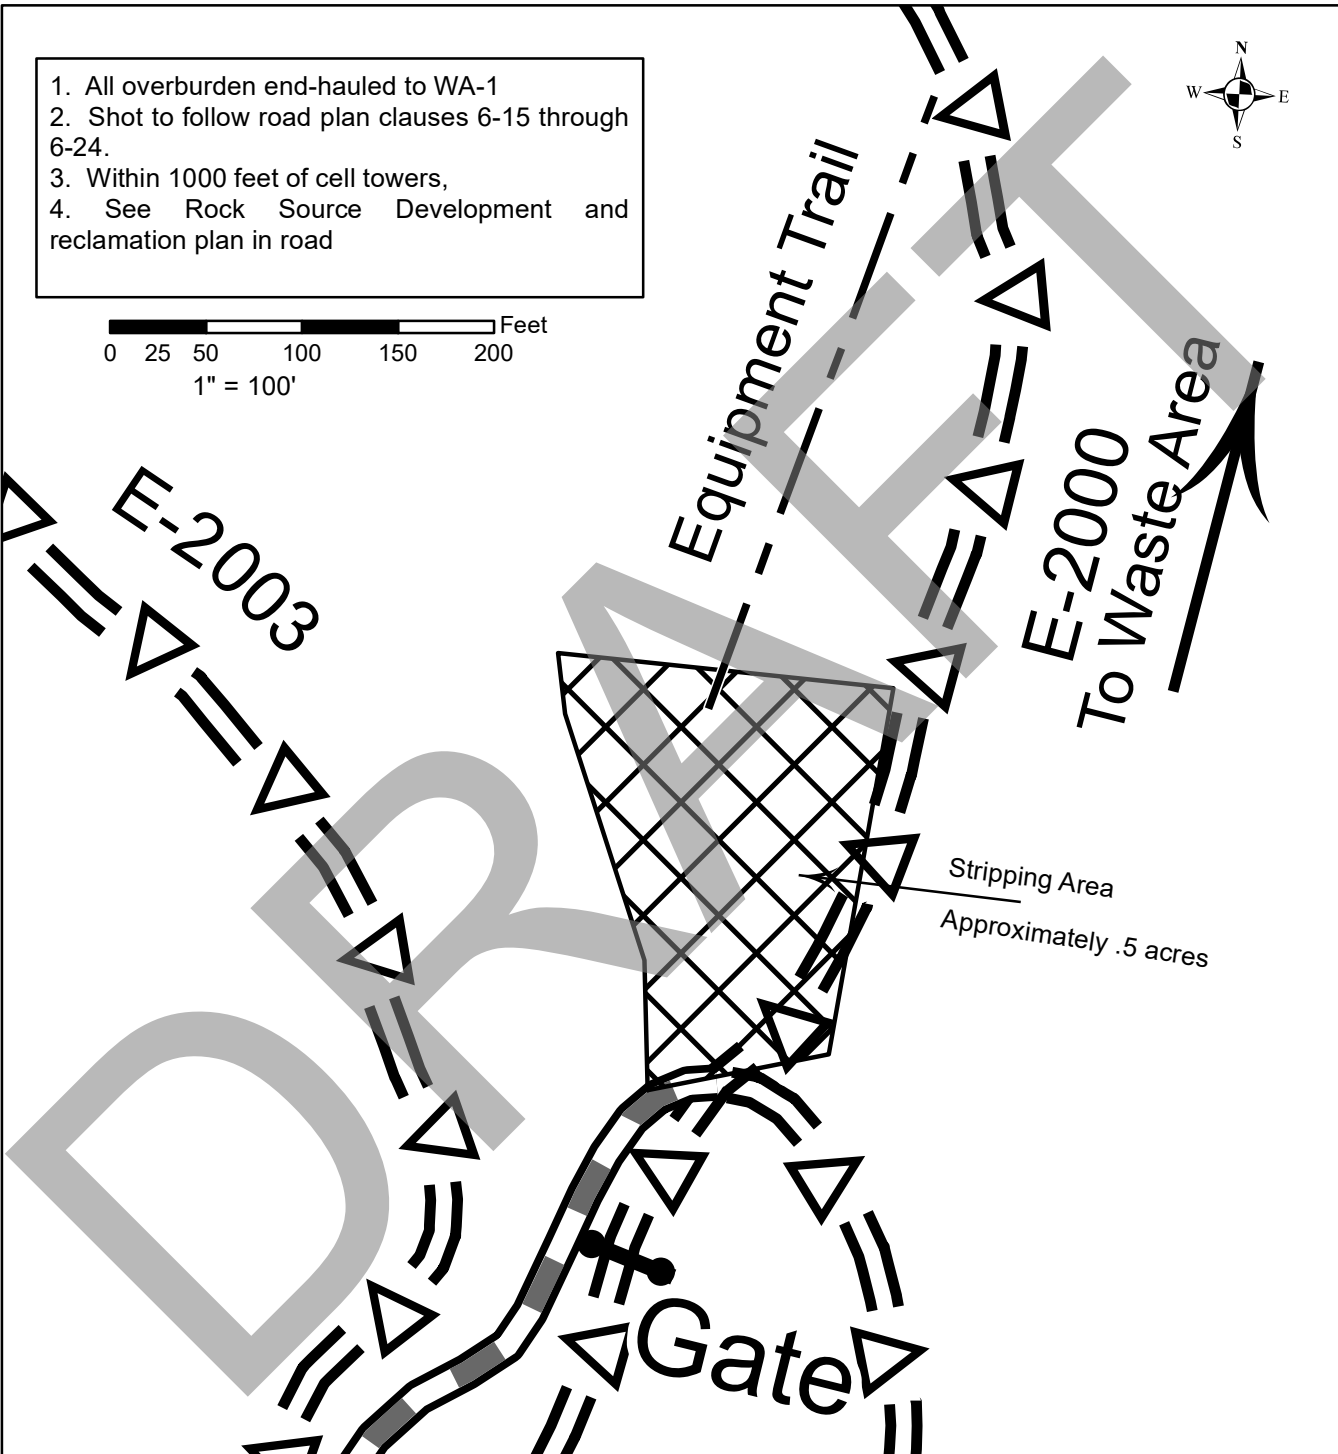 N
W E
S
1. All overburden end-hauled to WA-1
2. Shot to follow road plan clauses 6-15 through
6-24.
3. Within 1000 feet of cell towers,
4. See Rock Source Development and
reclamation plan in road
Feet
0 25 50 100 150 200
1" = 100'
Equipment Trail
E-2003
E-2000
To Waste Area
Stripping Area
Approximately .5 acres
Gate
DRAFT